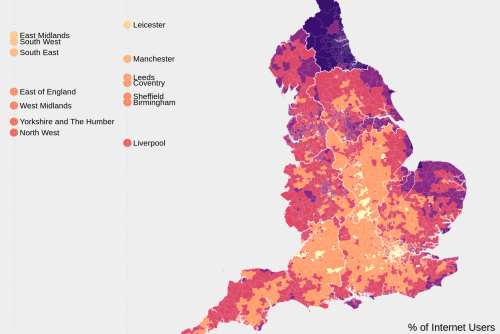 Leicester
East Midlands
South West
South East
Manchester
Leeds
Coventry
East of England
Sheffield
Birmingham
West Midlands
Yorkshire and The Humber
North West
Liverpool
% of Internet Users